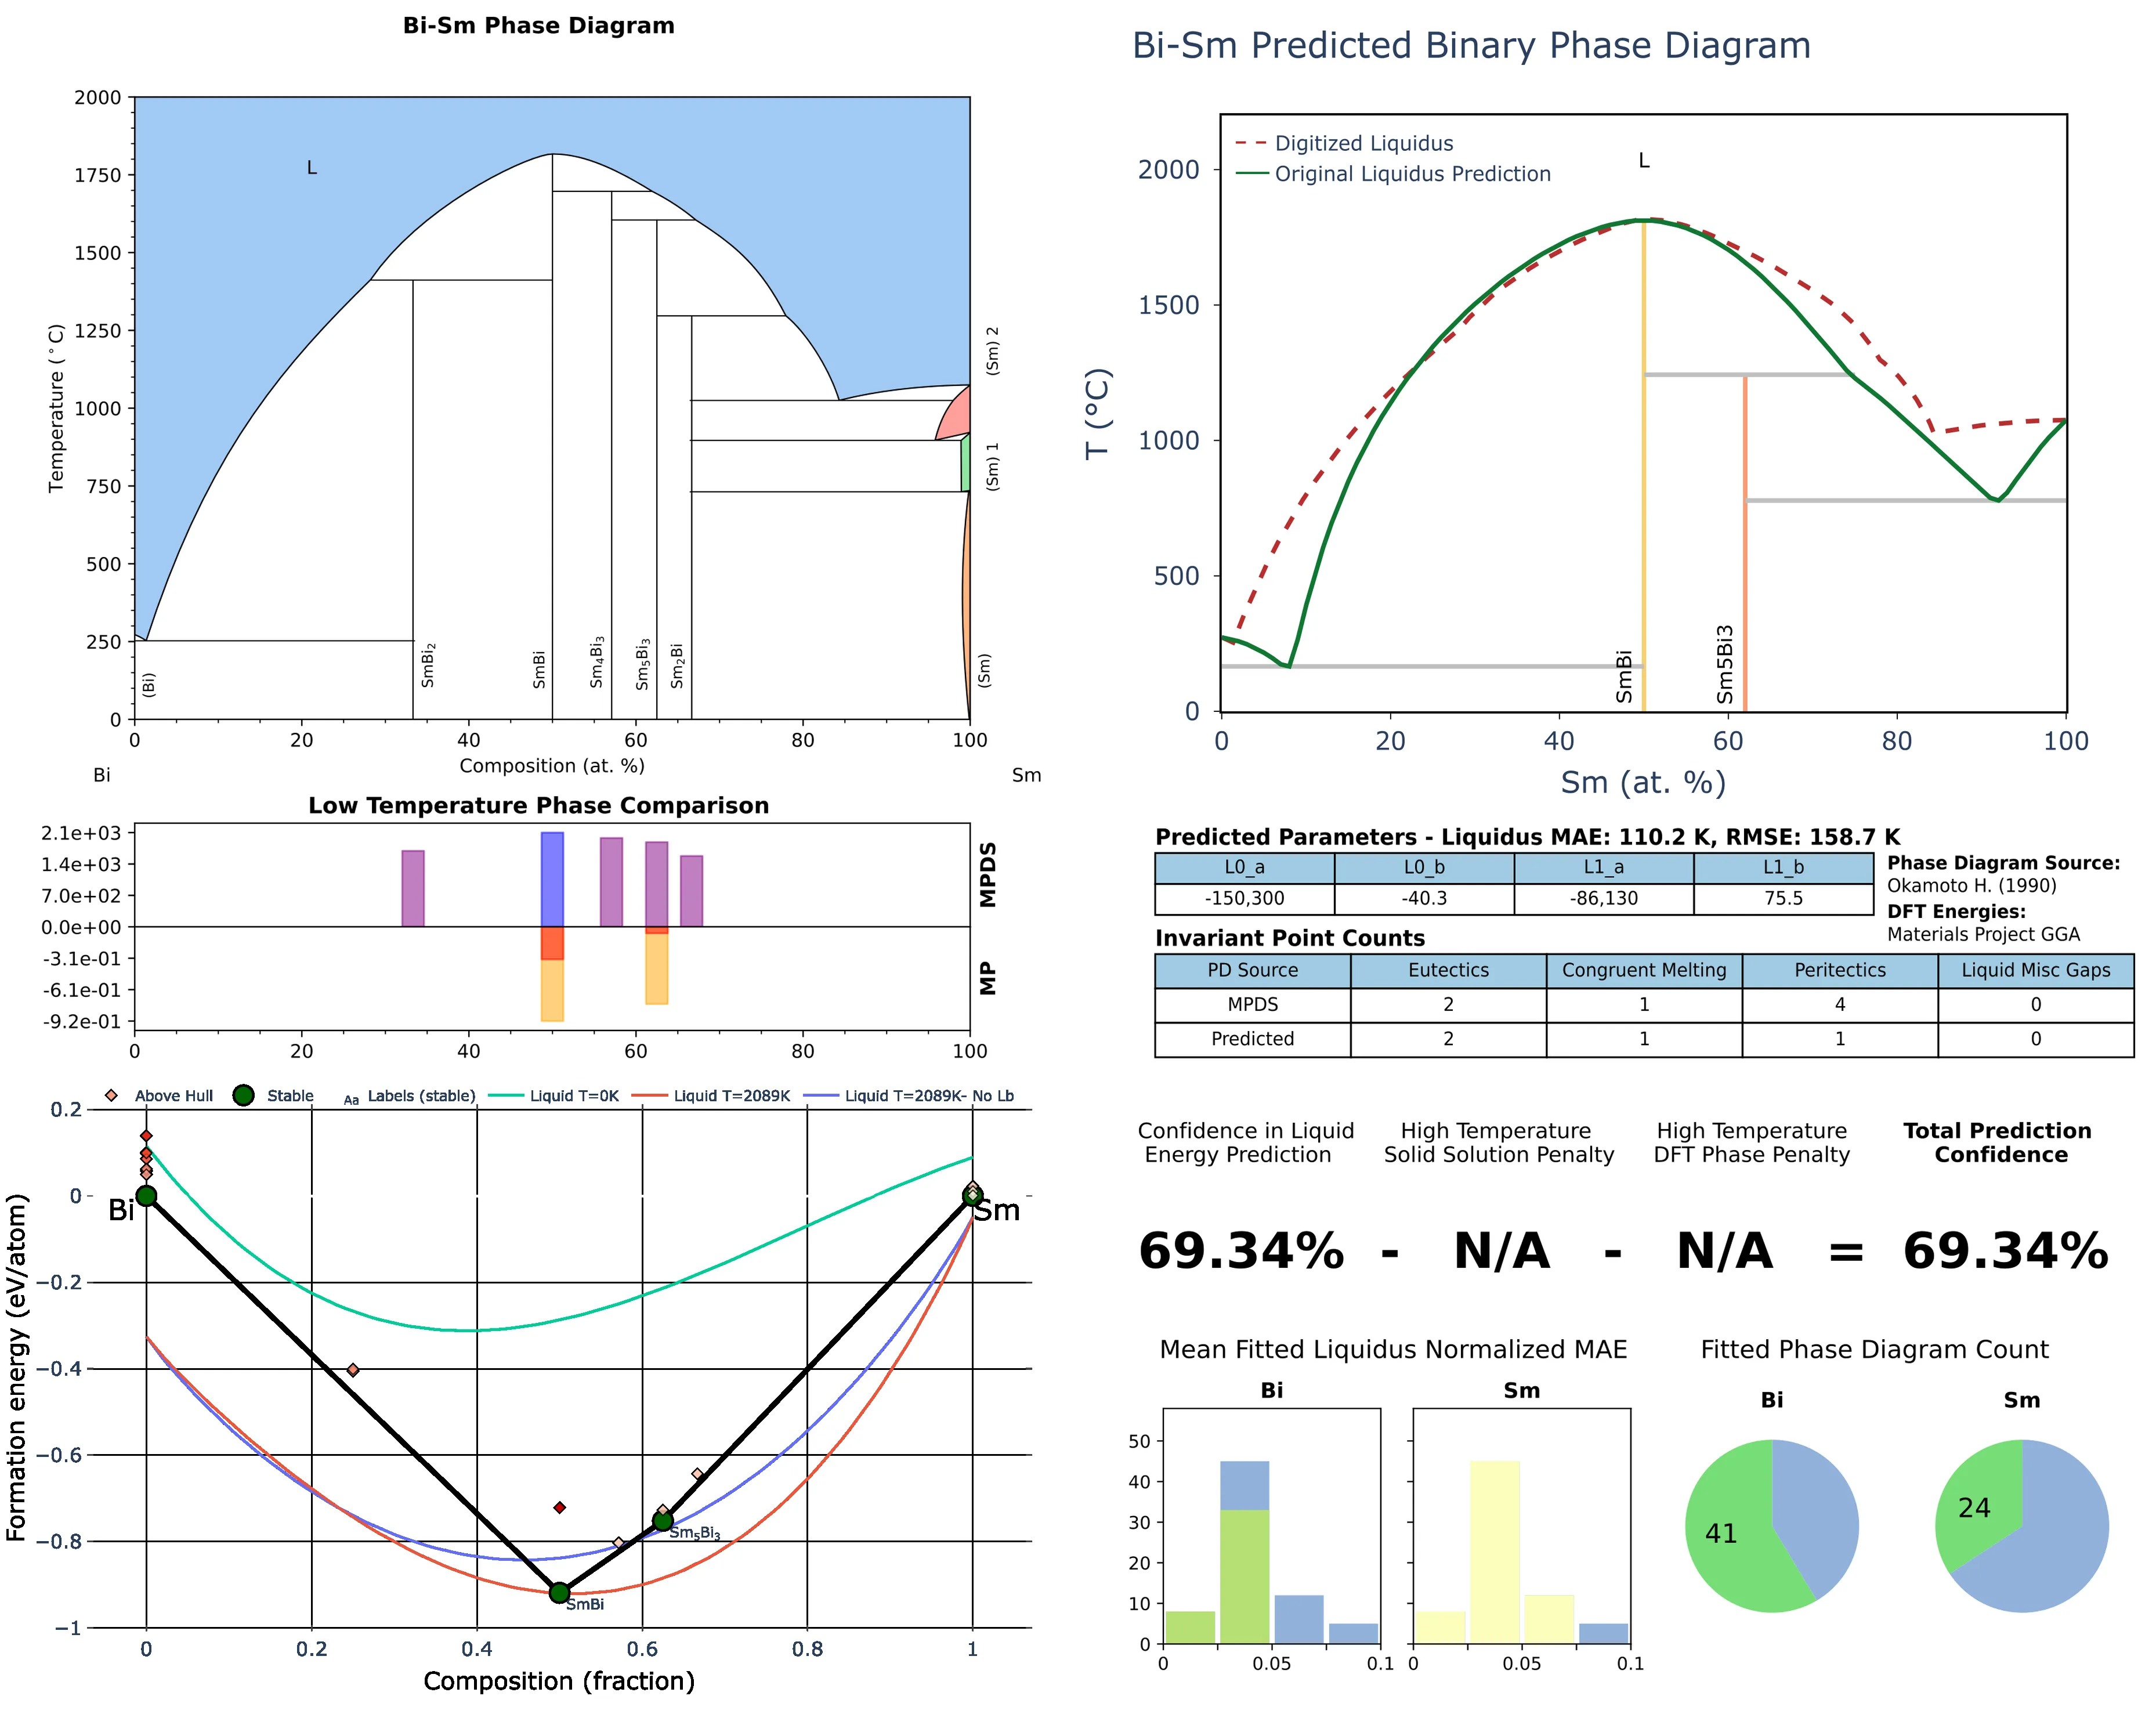 Bi-Sm Phase Diagram
2000
1750
1500
1250
1000
750
500
250
0
Temperature (°C)
L
(Bi)
SmBi2
SmBi
Sm4Bi3
Sm5Bi3
Sm2Bi
(Sm)
(Sm) 1
(Sm) 2
0 20 40 60 80 100
Composition (at. %)
Bi Sm
Bi-Sm Predicted Binary Phase Diagram
Digitized Liquidus
Original Liquidus Prediction
L
2000
1500
1000
500
0
T (°C)
SmBi
Sm5Bi3
0 20 40 60 80 100
Sm (at. %)
Low Temperature Phase Comparison
2.1e+03
1.4e+03
7.0e+02
0.0e+00
-3.1e-01
-6.1e-01
-9.2e-01
MPDS
MP
0 20 40 60 80 100
Predicted Parameters - Liquidus MAE: 110.2 K, RMSE: 158.7 K
L0_a L0_b L1_a L1_b
-150,300 -40.3 -86,130 75.5
Phase Diagram Source:
Okamoto H. (1990)
DFT Energies:
Materials Project GGA
Invariant Point Counts
PD Source Eutectics Congruent Melting Peritectics Liquid Misc Gaps
MPDS 2 1 4 0
Predicted 2 1 1 0
Above Hull Stable Aa Labels (stable) Liquid T=0K Liquid T=2089K Liquid T=2089K- No Lb
0.2
0
−0.2
−0.4
−0.6
−0.8
−1
Formation energy (eV/atom)
Bi
Sm
Sm5Bi3
SmBi
0 0.2 0.4 0.6 0.8 1
Composition (fraction)
Confidence in Liquid
Energy Prediction
High Temperature
Solid Solution Penalty
High Temperature
DFT Phase Penalty
Total Prediction
Confidence
69.34% - N/A - N/A = 69.34%
Mean Fitted Liquidus Normalized MAE
Bi Sm
50
40
30
20
10
0
0 0.05 0.1 0 0.05 0.1
Fitted Phase Diagram Count
Bi Sm
41 24